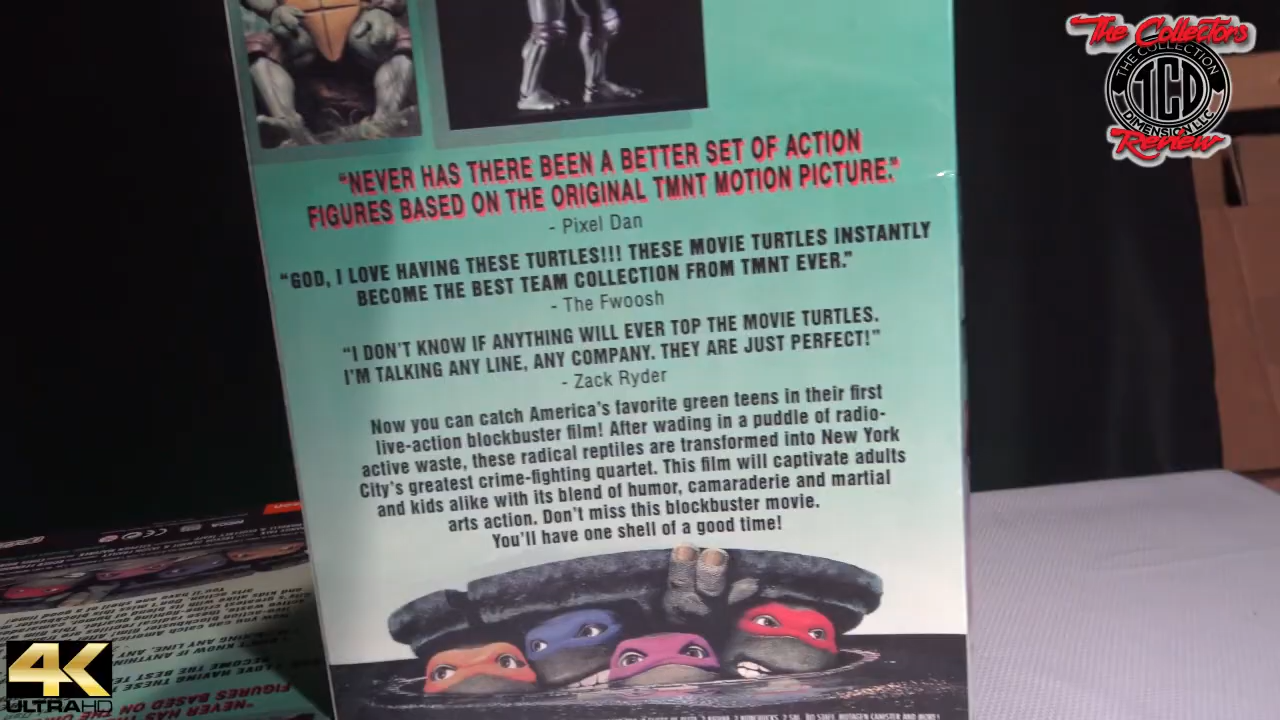 The Collectors
THE COLLECTION
TCD
DIMENSION LLC
Review
“NEVER HAS THERE BEEN A BETTER SET OF ACTION
FIGURES BASED ON THE ORIGINAL TMNT MOTION PICTURE.”
- Pixel Dan
“GOD, I LOVE HAVING THESE TURTLES!!! THESE MOVIE TURTLES INSTANTLY
BECOME THE BEST TEAM COLLECTION FROM TMNT EVER.”
- The Fwoosh
“I DON’T KNOW IF ANYTHING WILL EVER TOP THE MOVIE TURTLES.
I’M TALKING ANY LINE, ANY COMPANY. THEY ARE JUST PERFECT!”
- Zack Ryder
Now you can catch America’s favorite green teens in their first
live-action blockbuster film! After wading in a puddle of radio-
active waste, these radical reptiles are transformed into New York
City’s greatest crime-fighting quartet. This film will captivate adults
and kids alike with its blend of humor, camaraderie and martial
arts action. Don’t miss this blockbuster movie.
You’ll have one shell of a good time!
4K
ULTRA HD